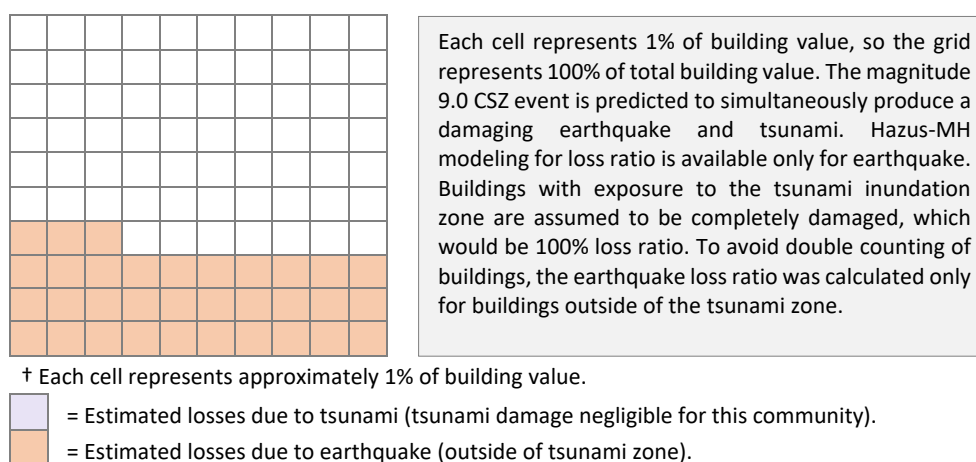 Each cell represents 1% of building value, so the grid
represents 100% of total building value. The magnitude
9.0 CSZ event is predicted to simultaneously produce a
damaging earthquake and tsunami. Hazus-MH
modeling for loss ratio is available only for earthquake.
Buildings with exposure to the tsunami inundation
zone are assumed to be completely damaged, which
would be 100% loss ratio. To avoid double counting of
buildings, the earthquake loss ratio was calculated only
for buildings outside of the tsunami zone.
† Each cell represents approximately 1% of building value.
= Estimated losses due to tsunami (tsunami damage negligible for this community).
= Estimated losses due to earthquake (outside of tsunami zone).